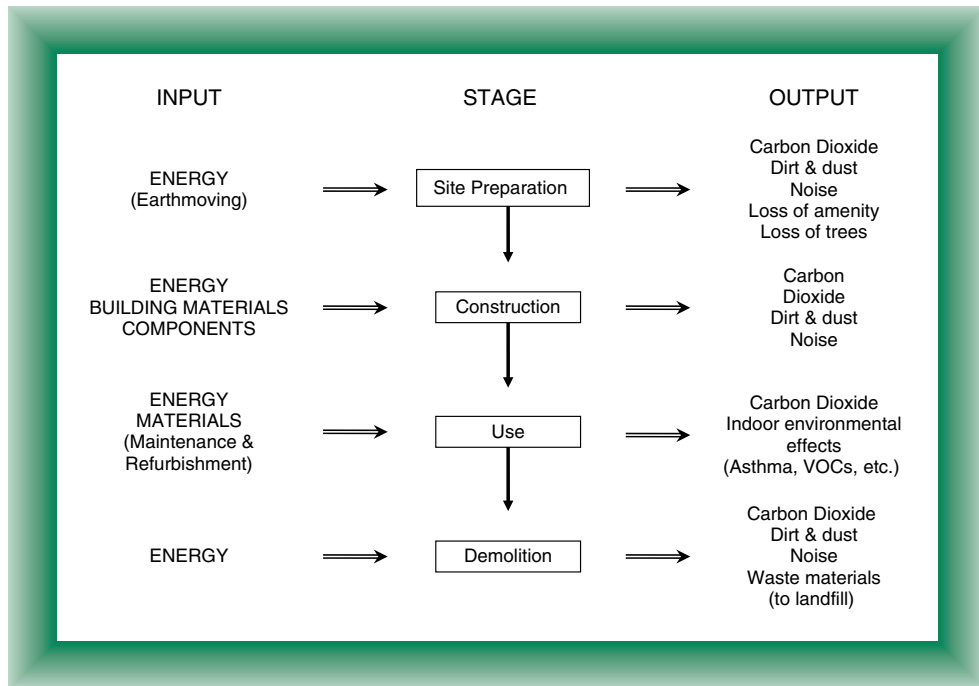 INPUT
STAGE
OUTPUT
ENERGY
(Earthmoving)
Site Preparation
Carbon Dioxide
Dirt & dust
Noise
Loss of amenity
Loss of trees
ENERGY
BUILDING MATERIALS
COMPONENTS
Construction
Carbon
Dioxide
Dirt & dust
Noise
ENERGY
MATERIALS
(Maintenance &
Refurbishment)
Use
Carbon Dioxide
Indoor environmental
effects
(Asthma, VOCs, etc.)
ENERGY
Demolition
Carbon Dioxide
Dirt & dust
Noise
Waste materials
(to landfill)